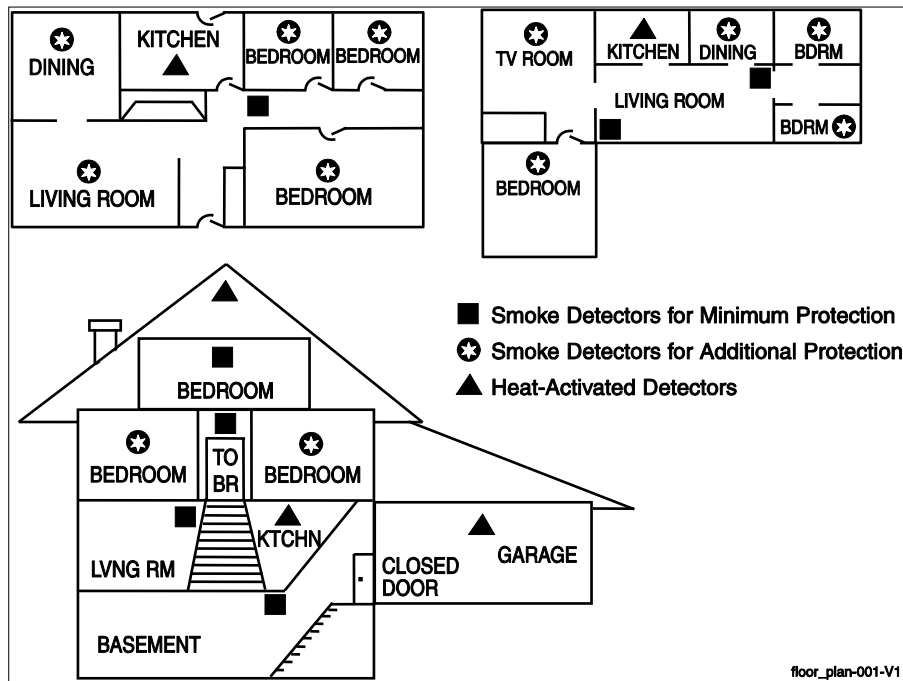 DINING
KITCHEN
BEDROOM
BEDROOM
LIVING ROOM
BEDROOM
TV ROOM
KITCHEN
DINING
BDRM
LIVING ROOM
BDRM
BEDROOM
Smoke Detectors for Minimum Protection
Smoke Detectors for Additional Protection
Heat-Activated Detectors
BEDROOM
BEDROOM
TO
BR
BEDROOM
LVNG RM
KTCHN
CLOSED
DOOR
GARAGE
BASEMENT
floor_plan-001-V1